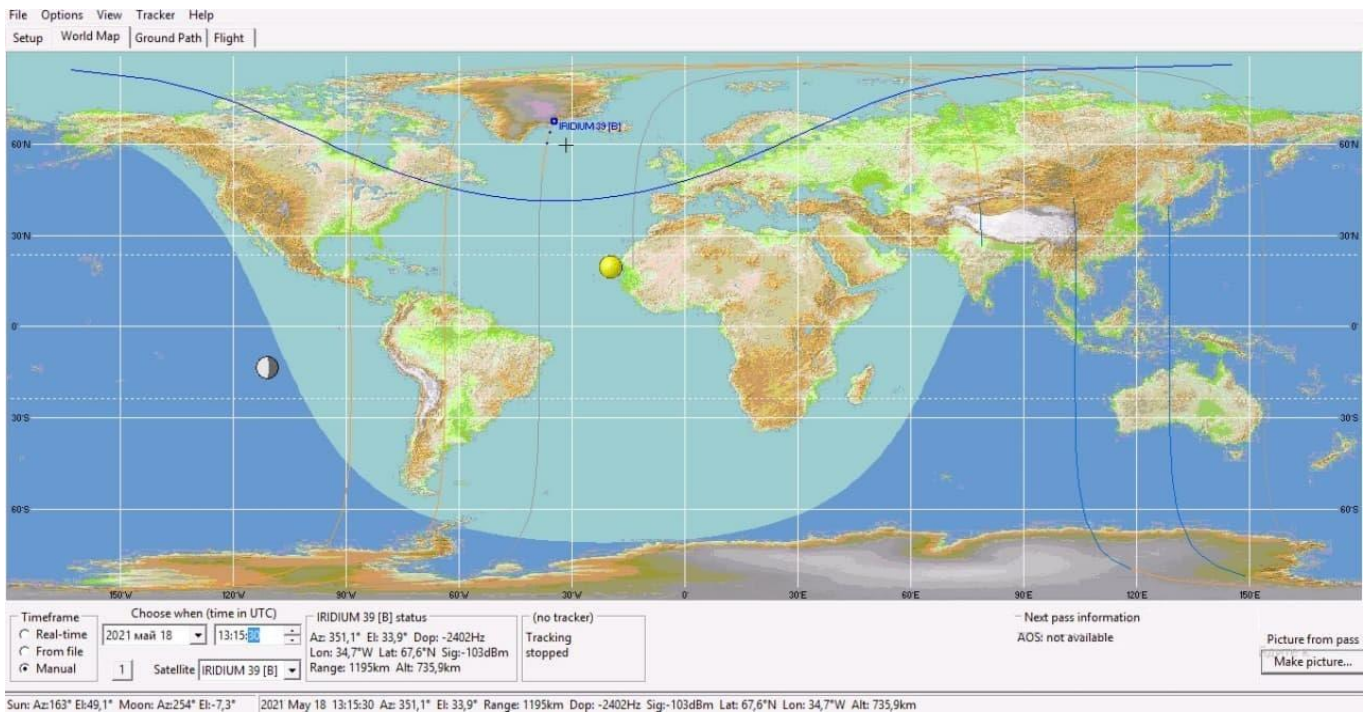 File Options View Tracker Help
Setup World Map Ground Path Flight
IRIDIUM 39 [B]
60'N 60'N
30'N 30'N
0' 0'
30'S 30'S
60'S 60'S
150'W 120'W 90'W 60'W 30'W 0' 30'E 60'E 90'E 120'E 150'E
Timeframe
Real-time
From file
Manual
Choose when (time in UTC)
2021 май 18 13:15:30
1 Satellite IRIDIUM 39 [B]
IRIDIUM 39 [B] status
Az: 351,1° El: 33,9° Dop: -2402Hz
Lon: 34,7°W Lat: 67,6°N Sig:-103dBm
Range: 1195km Alt: 735,9km
(no tracker)
Tracking
stopped
Next pass information
AOS: not available
Picture from pass
Make picture...
Sun: Az:163° El:49,1° Moon: Az:254° El:-7,3° 2021 May 18 13:15:30 Az: 351,1° El: 33,9° Range: 1195km Dop: -2402Hz Sig:-103dBm Lat: 67,6°N Lon: 34,7°W Alt: 735,9km